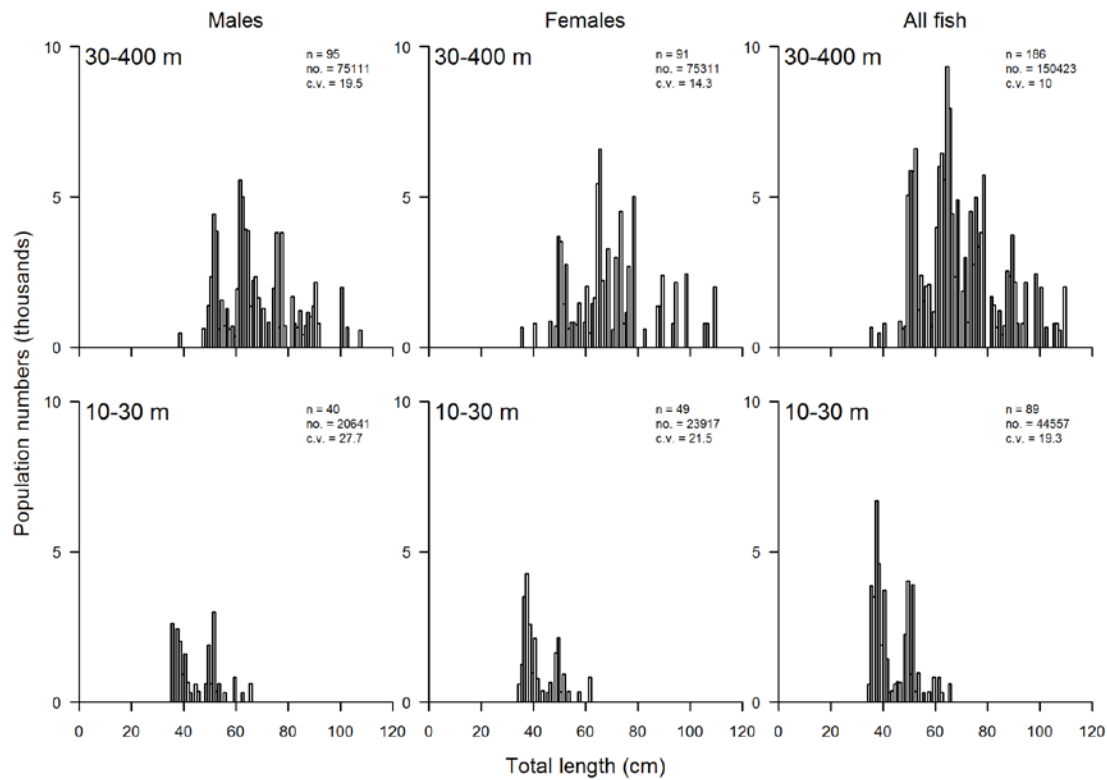 Males
Females
All fish
Population numbers (thousands)
10
5
0
30-400 m
n = 95
no. = 75111
c.v. = 19.5
10
5
0
30-400 m
n = 91
no. = 75311
c.v. = 14.3
10
5
0
30-400 m
n = 186
no. = 150423
c.v. = 10
10
5
0
10-30 m
n = 40
no. = 20641
c.v. = 27.7
10
5
0
10-30 m
n = 49
no. = 23917
c.v. = 21.5
10
5
0
10-30 m
n = 89
no. = 44557
c.v. = 19.3
0 20 40 60 80 100 120
0 20 40 60 80 100 120
0 20 40 60 80 100 120
Total length (cm)